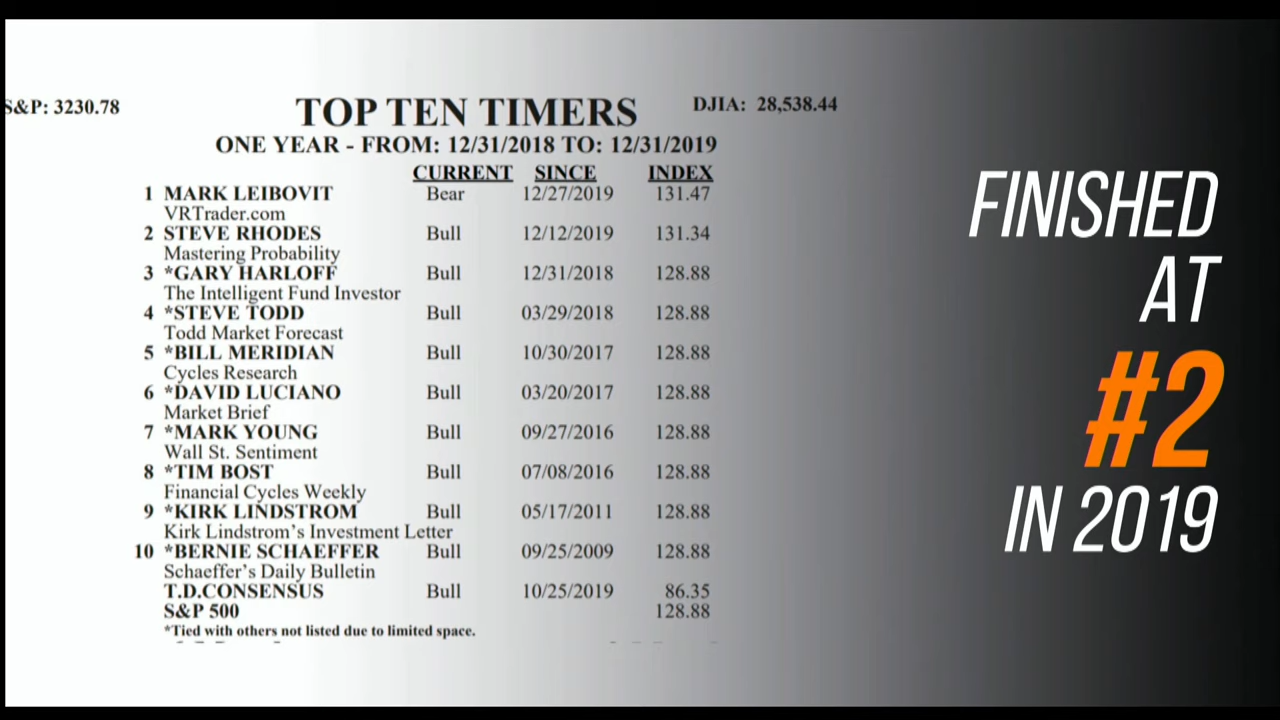 S&P: 3230.78
TOP TEN TIMERS
DJIA: 28,538.44
ONE YEAR - FROM: 12/31/2018 TO: 12/31/2019
CURRENT SINCE INDEX
1 MARK LEIBOVIT Bear 12/27/2019 131.47
VRTrader.com
2 STEVE RHODES Bull 12/12/2019 131.34
Mastering Probability
3 *GARY HARLOFF Bull 12/31/2018 128.88
The Intelligent Fund Investor
4 *STEVE TODD Bull 03/29/2018 128.88
Todd Market Forecast
5 *BILL MERIDIAN Bull 10/30/2017 128.88
Cycles Research
6 *DAVID LUCIANO Bull 03/20/2017 128.88
Market Brief
7 *MARK YOUNG Bull 09/27/2016 128.88
Wall St. Sentiment
8 *TIM BOST Bull 07/08/2016 128.88
Financial Cycles Weekly
9 *KIRK LINDSTROM Bull 05/17/2011 128.88
Kirk Lindstrom's Investment Letter
10 *BERNIE SCHAEFFER Bull 09/25/2009 128.88
Schaeffer's Daily Bulletin
T.D.CONSENSUS Bull 10/25/2019 86.35
S&P 500 128.88
*Tied with others not listed due to limited space.
FINISHED
AT
#2
IN 2019